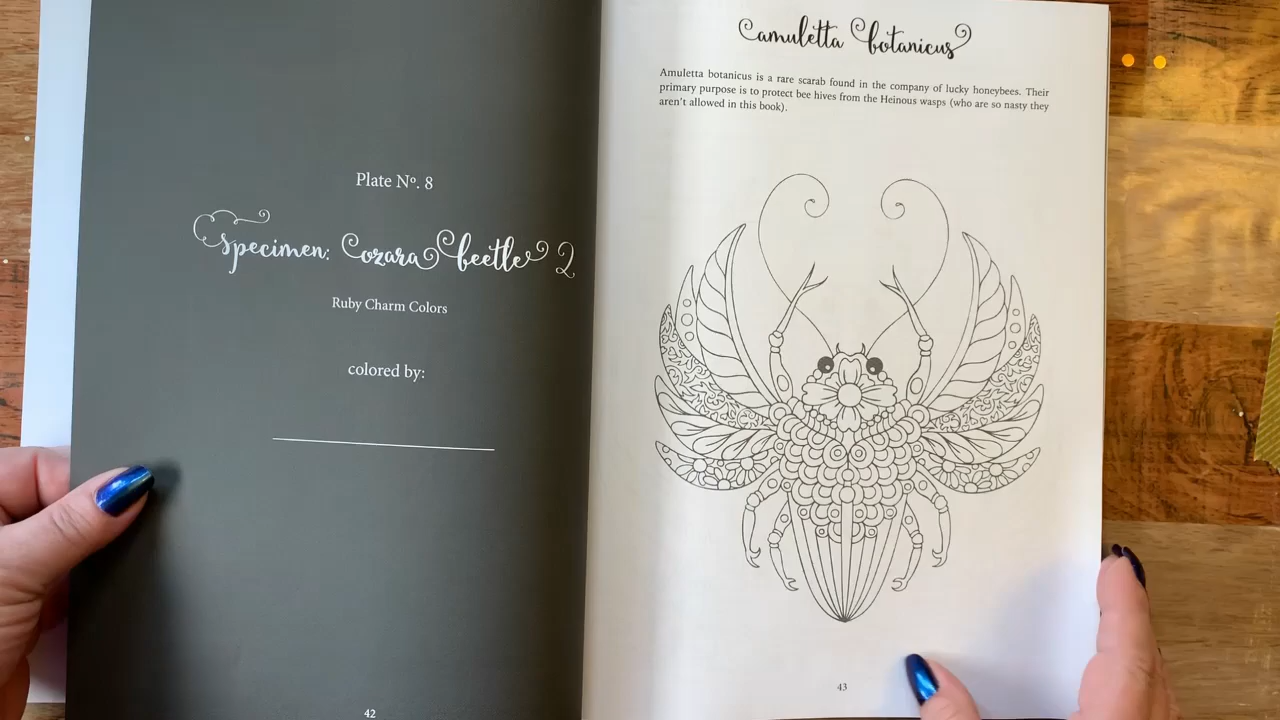 Plate Nº. 8
specimen: ozara beetle 2
Ruby Charm Colors
colored by:
42
amuletta botanicus
Amuletta botanicus is a rare scarab found in the company of lucky honeybees. Their
primary purpose is to protect bee hives from the Heinous wasps (who are so nasty they
aren't allowed in this book).
43